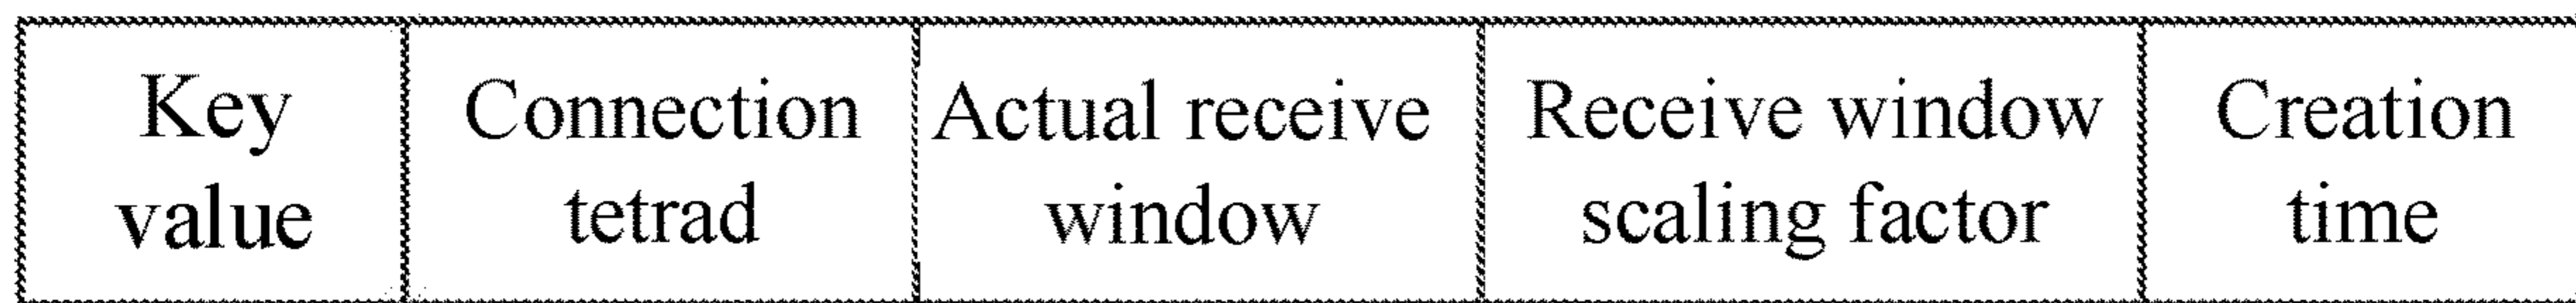 Key
value
Connection
tetrad
Actual receive
window
Receive window
scaling factor
Creation
time